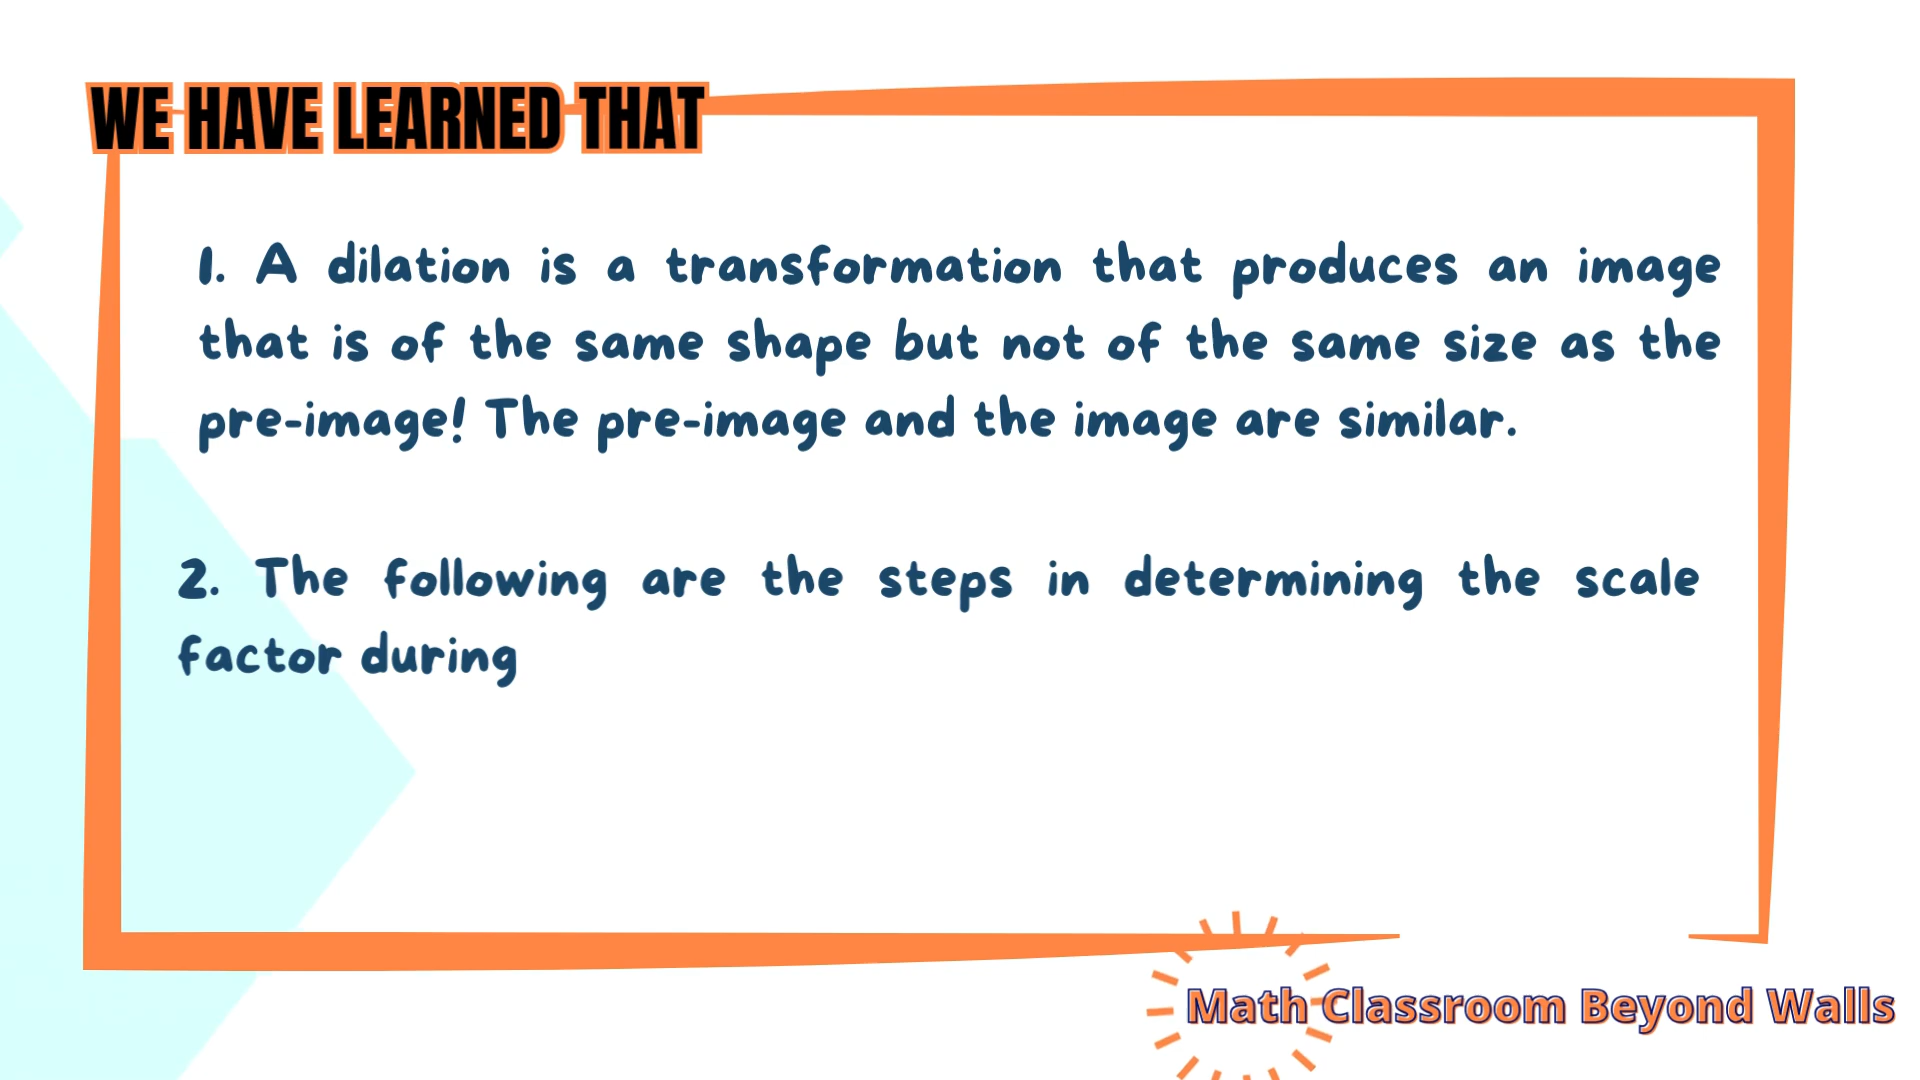 WE HAVE LEARNED THAT
1. A dilation is a transformation that produces an image
that is of the same shape but not of the same size as the
pre-image! The pre-image and the image are similar.
2. The following are the steps in determining the scale
factor during
Math Classroom Beyond Walls